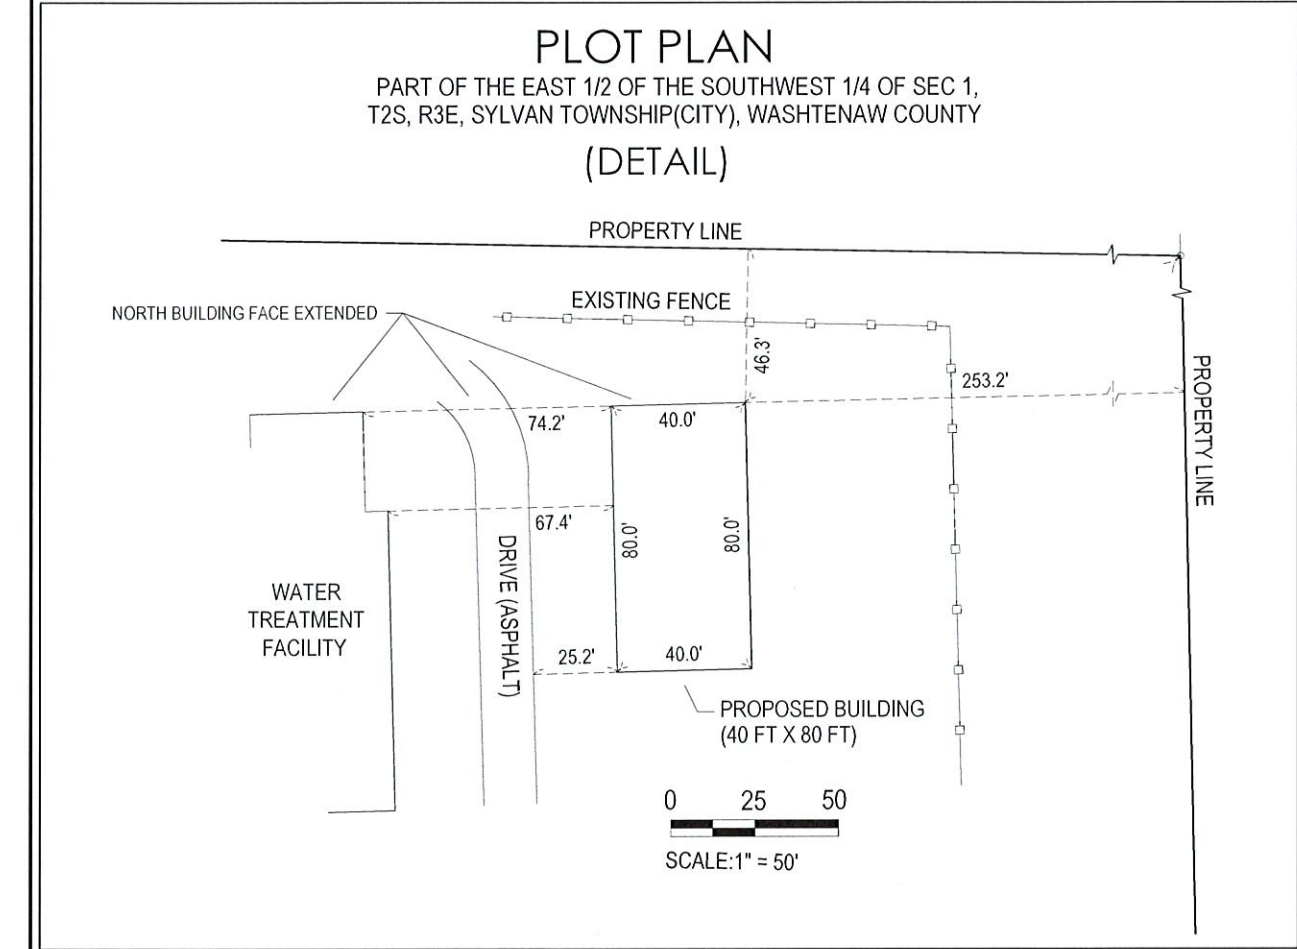 PLOT PLAN
PART OF THE EAST 1/2 OF THE SOUTHWEST 1/4 OF SEC 1,
T2S, R3E, SYLVAN TOWNSHIP(CITY), WASHTENAW COUNTY
(DETAIL)
PROPERTY LINE
EXISTING FENCE
NORTH BUILDING FACE EXTENDED
46.3'
253.2'
PROPERTY LINE
74.2'
40.0'
67.4'
80.0'
80.0'
DRIVE (ASPHALT)
WATER
TREATMENT
FACILITY
25.2'
40.0'
PROPOSED BUILDING
(40 FT X 80 FT)
0 25 50
SCALE:1" = 50'